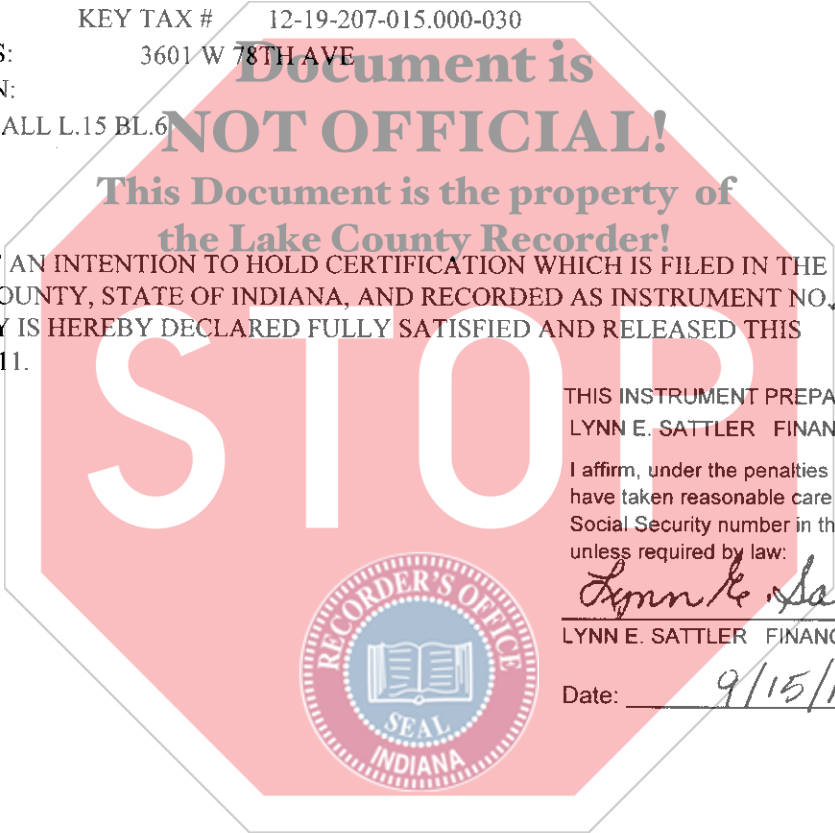 KEY TAX # 12-19-207-015.000-030
S: 3601 W 78TH AVE
N:
ALL L.15 BL.6
Document is
NOT OFFICIAL!
This Document is the property of
the Lake County Recorder!
AN INTENTION TO HOLD CERTIFICATION WHICH IS FILED IN THE
OUNTY, STATE OF INDIANA, AND RECORDED AS INSTRUMENT NO.
Y IS HEREBY DECLARED FULLY SATISFIED AND RELEASED THIS
11.
STOP
THIS INSTRUMENT PREPA
LYNN E. SATTLER FINAN
I affirm, under the penalties
have taken reasonable care
Social Security number in th
unless required by law:
Lynn E. Sa
LYNN E. SATTLER FINANC
Date: 9/15/1
RECORDER'S OFFICE
SEAL
INDIANA